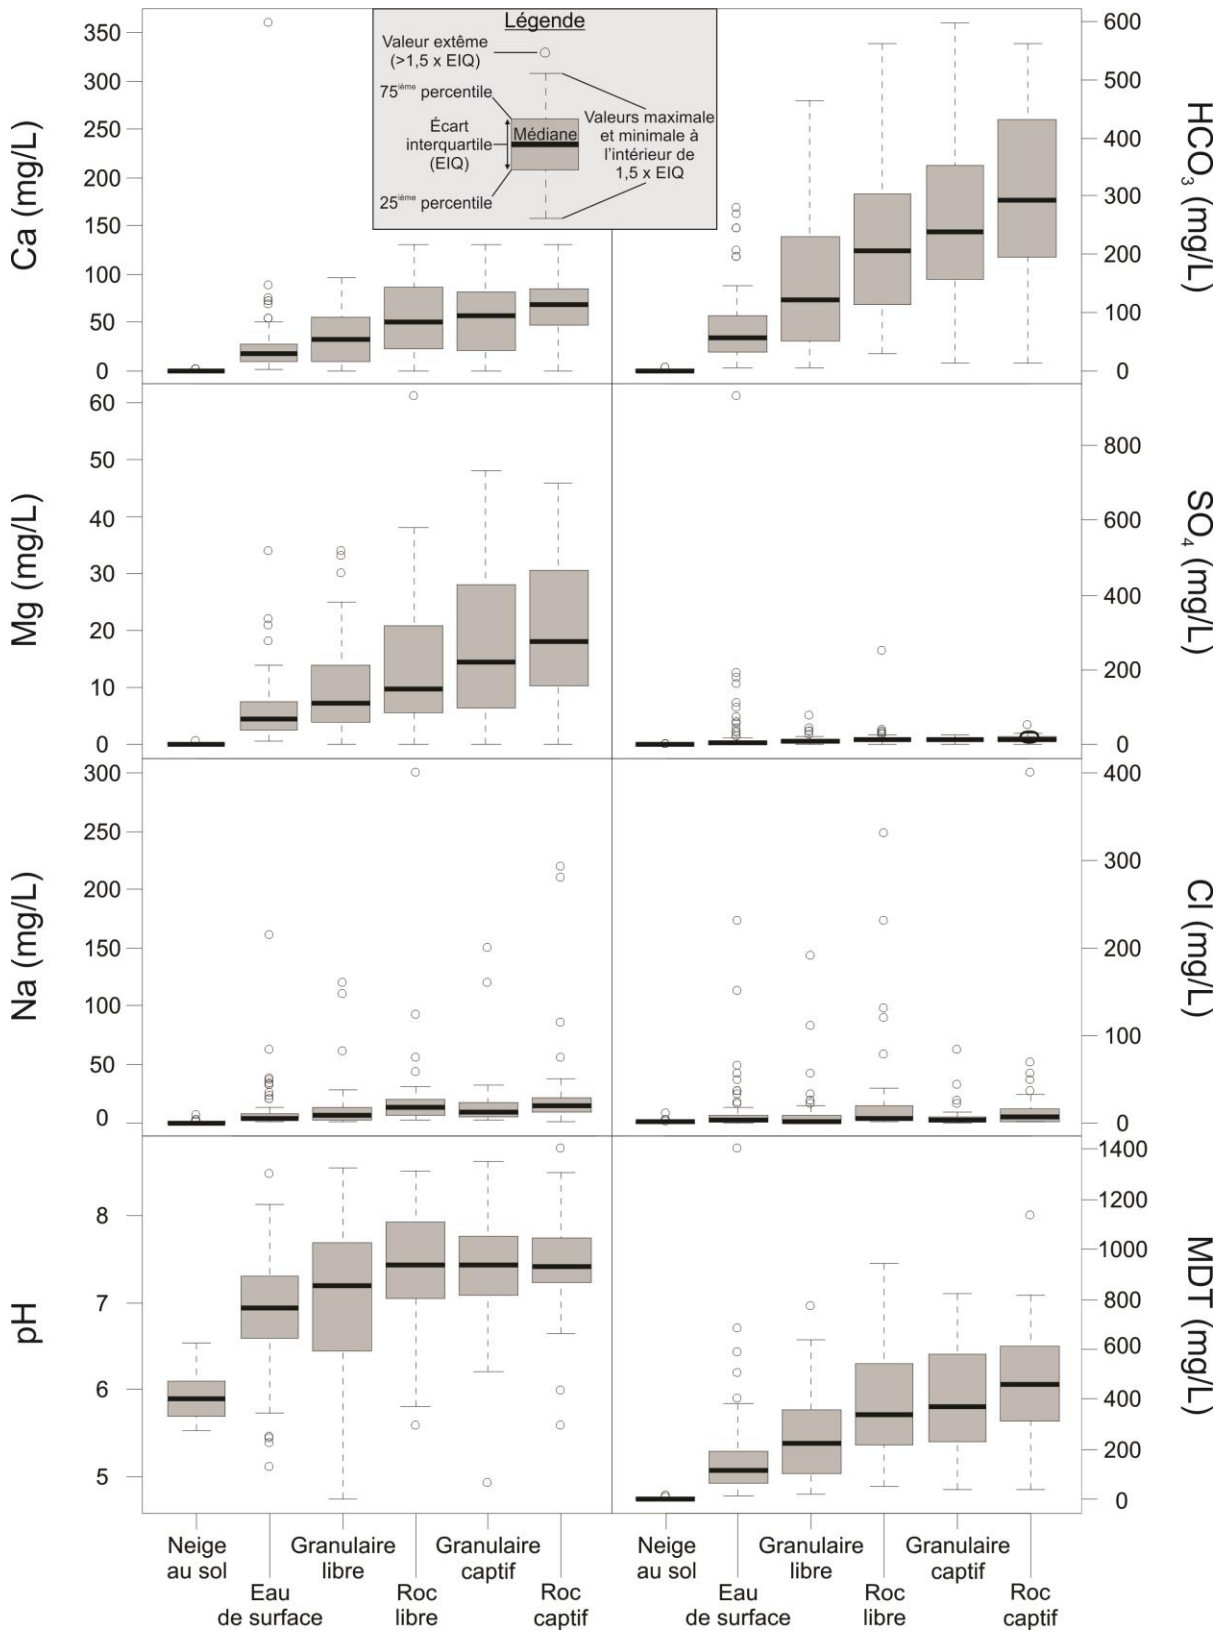 Ca (mg/L)
350
300
250
200
150
100
50
0
Légende
Valeur extême
(>1,5 x EIQ)
75ième percentile
Écart
interquartile
(EIQ)
25ième percentile
Médiane
Valeurs maximale
et minimale à
l'intérieur de
1,5 x EIQ
600
500
400
300
200
100
0
HCO3 (mg/L)
Mg (mg/L)
60
50
40
30
20
10
0
800
600
400
200
0
SO4 (mg/L)
Na (mg/L)
300
250
200
150
100
50
0
400
300
200
100
0
Cl (mg/L)
pH
8
7
6
5
1400
1200
1000
800
600
400
200
0
MDT (mg/L)
Neige
au sol
Eau
de surface
Granulaire
libre
Roc
libre
Granulaire
captif
Roc
captif
Neige
au sol
Eau
de surface
Granulaire
libre
Roc
libre
Granulaire
captif
Roc
captif